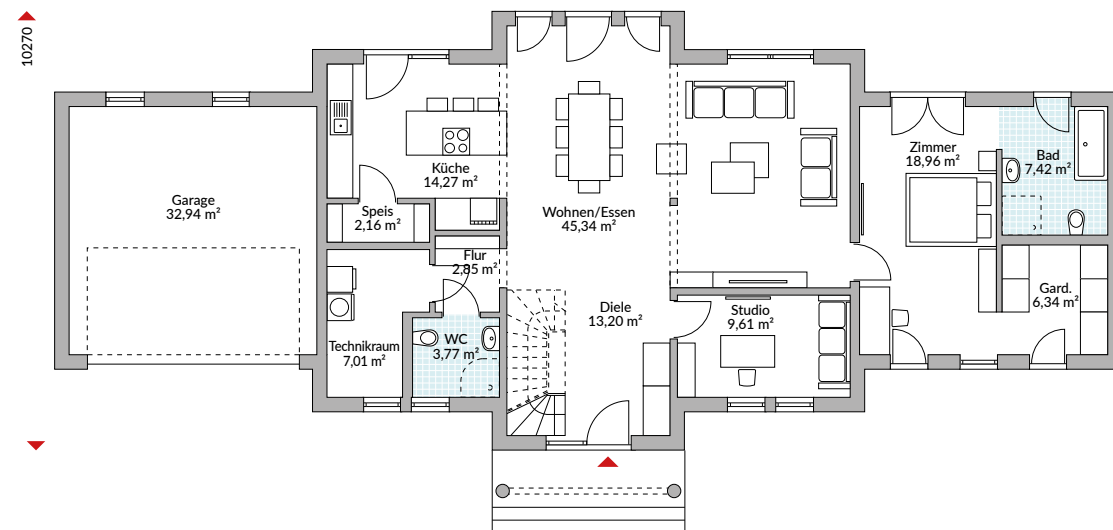 10270
Garage
32,94 m²
Küche
14,27 m²
Speis
2,16 m²
Flur
2,85 m²
Technikraum
7,01 m²
WC
3,77 m²
Wohnen/Essen
45,34 m²
Diele
13,20 m²
Studio
9,61 m²
Zimmer
18,96 m²
Bad
7,42 m²
Gard.
6,34 m²